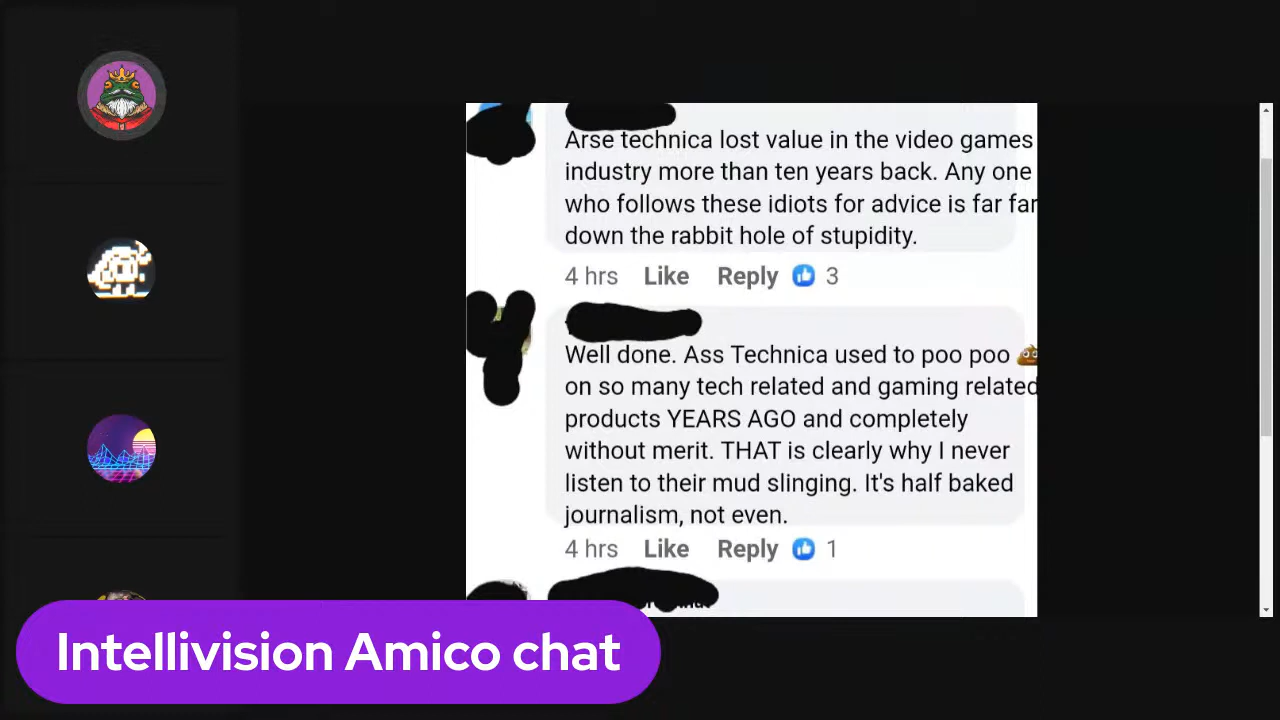 Arse technica lost value in the video games
industry more than ten years back. Any one
who follows these idiots for advice is far far
down the rabbit hole of stupidity.
4 hrs Like Reply 3
Well done. Ass Technica used to poo poo 💩
on so many tech related and gaming related
products YEARS AGO and completely
without merit. THAT is clearly why I never
listen to their mud slinging. It's half baked
journalism, not even.
4 hrs Like Reply 1
Intellivision Amico chat